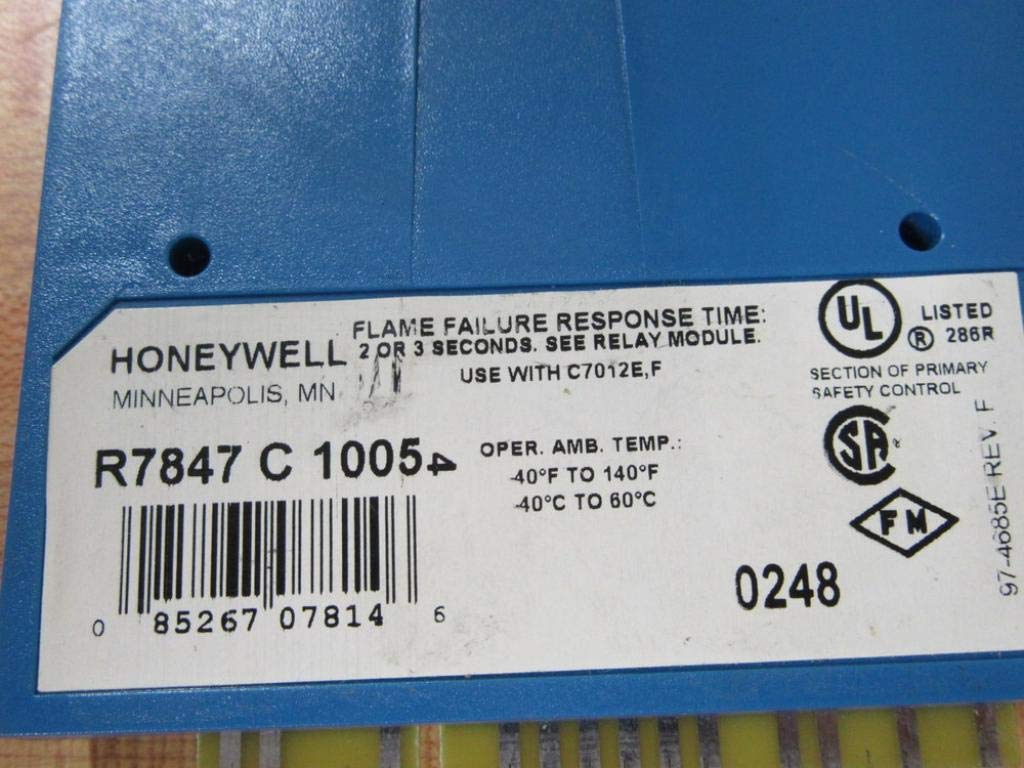 HONEYWELL
MINNEAPOLIS, MN
FLAME FAILURE RESPONSE TIME:
2 OR 3 SECONDS. SEE RELAY MODULE.
USE WITH C7012E,F
UL
LISTED
® 286R
SECTION OF PRIMARY
SAFETY CONTROL
R7847 C 1005 4
OPER. AMB. TEMP.:
-40°F TO 140°F
-40°C TO 60°C
SA
FM
0248
97-4685E REV. F
0 85267 07814 6